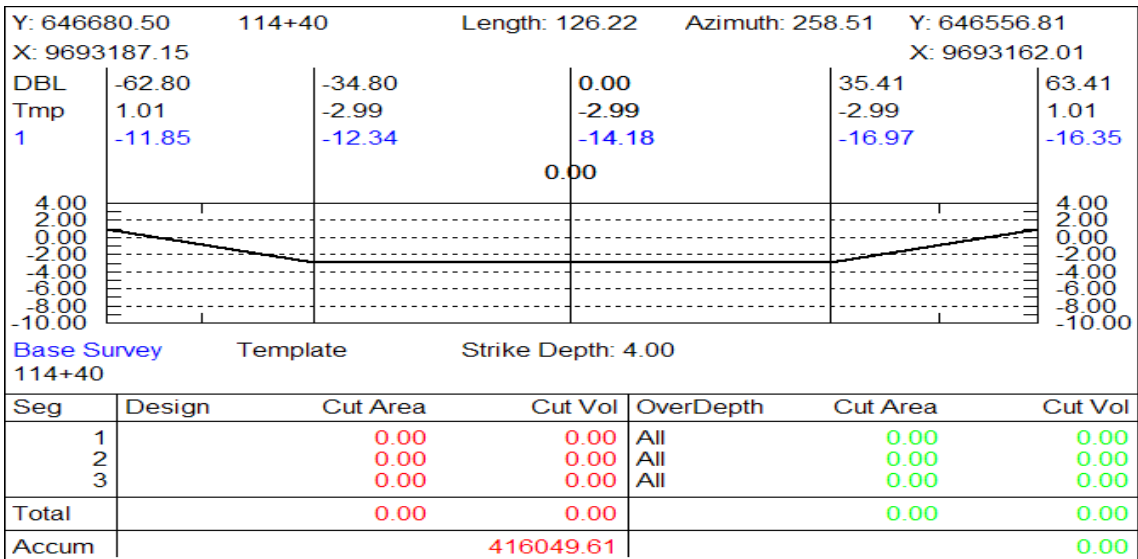 Y: 646680.50 114+40 Length: 126.22 Azimuth: 258.51 Y: 646556.81
X: 9693187.15 X: 9693162.01
DBL -62.80 -34.80 0.00 35.41 63.41
Tmp 1.01 -2.99 -2.99 -2.99 1.01
1 -11.85 -12.34 -14.18 -16.97 -16.35
0.00
4.00 4.00
2.00 2.00
0.00 0.00
-2.00 -2.00
-4.00 -4.00
-6.00 -6.00
-8.00 -8.00
-10.00 -10.00
Base Survey Template Strike Depth: 4.00
114+40
Seg Design Cut Area Cut Vol OverDepth Cut Area Cut Vol
1 0.00 0.00 All 0.00 0.00
2 0.00 0.00 All 0.00 0.00
3 0.00 0.00 All 0.00 0.00
Total 0.00 0.00 0.00 0.00
Accum 416049.61 0.00